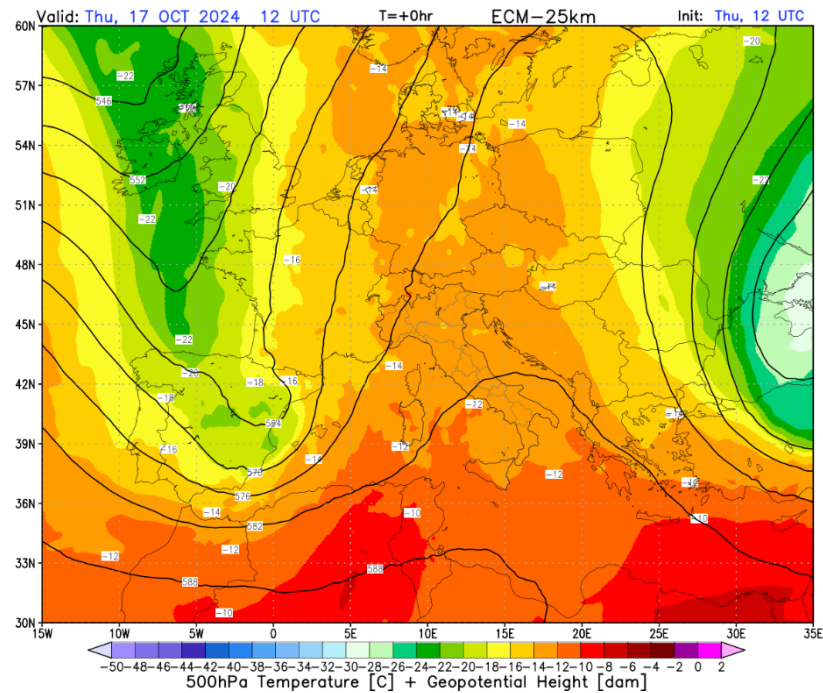 Valid: Thu, 17 OCT 2024 12 UTC T=+0hr ECM-25km Init: Thu, 12 UTC
60N
57N
54N
51N
48N
45N
42N
39N
36N
33N
30N
-22
546
552
-20
-22
-14
-14
-14
-14
-14
-20
-22
-16
-14
-22
-20
-18
-18
-16
564
-16
570
576
-14
582
-12
-12
588
-10
-14
-14
-12
-12
-10
588
-12
-12
-10
15W 10W 5W 0 5E 10E 15E 20E 25E 30E 35E
-50 -48 -46 -44 -42 -40 -38 -36 -34 -32 -30 -28 -26 -24 -22 -20 -18 -16 -14 -12 -10 -8 -6 -4 -2 0 2
500hPa Temperature [C] + Geopotential Height [dam]